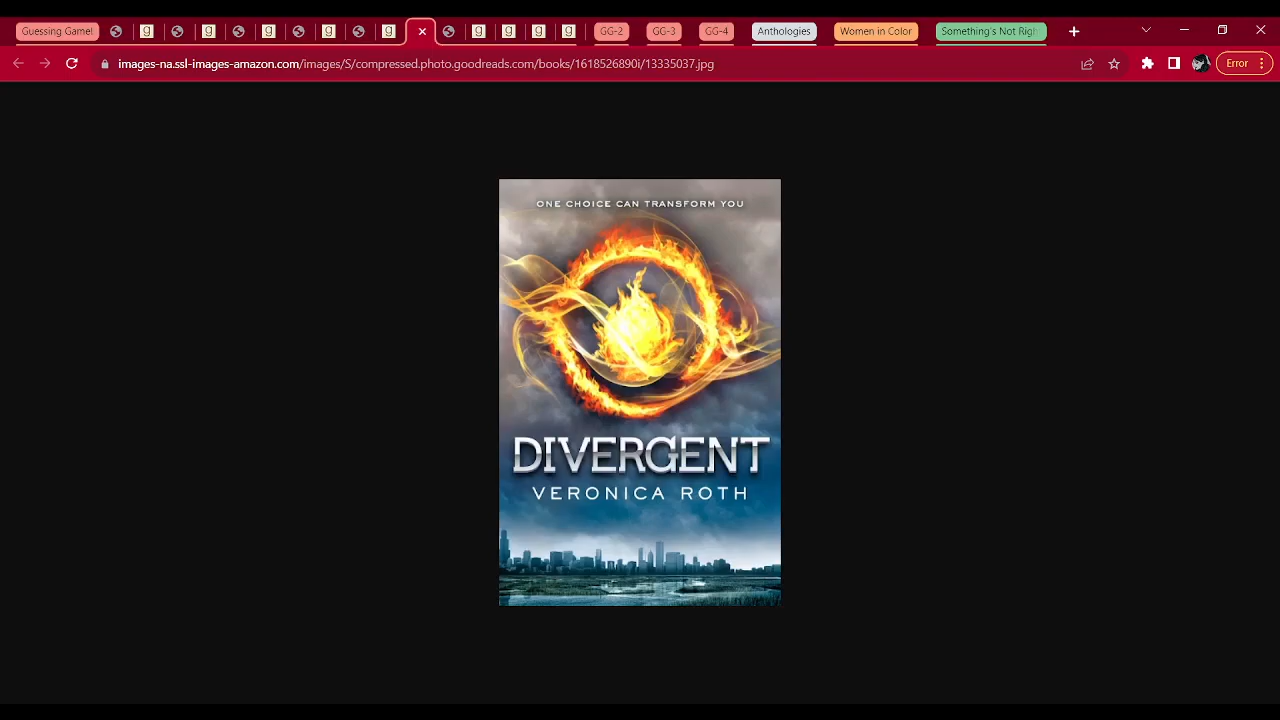 Guessing Game! GG-2 GG-3 GG-4 Anthologies Women in Color Something's Not Righ
images-na.ssl-images-amazon.com/images/S/compressed.photo.goodreads.com/books/1618526890i/13335037.jpg Error
ONE CHOICE CAN TRANSFORM YOU
DIVERGENT
VERONICA ROTH